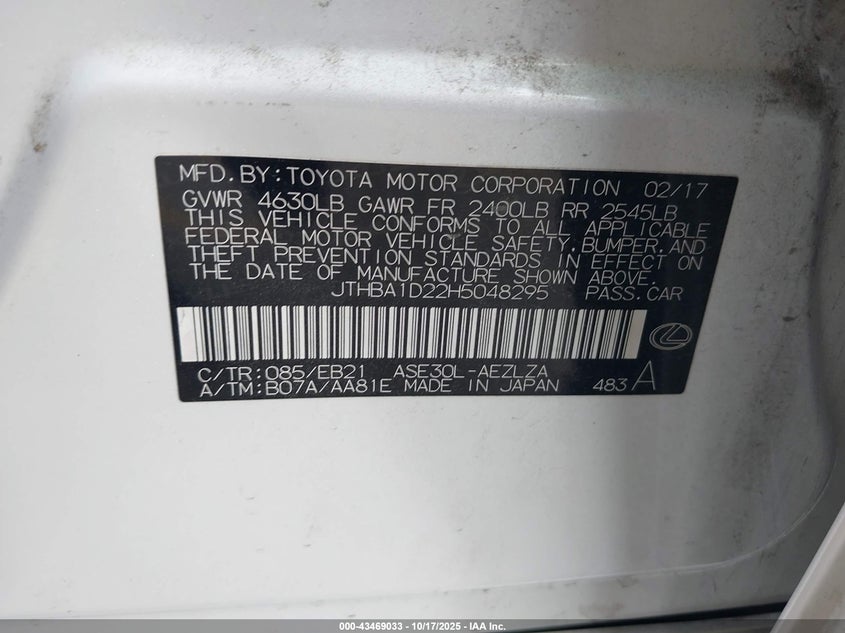 MFD. BY: TOYOTA MOTOR CORPORATION 02/17
GVWR 4630LB GAWR FR 2400LB RR 2545LB
THIS VEHICLE CONFORMS TO ALL APPLICABLE
FEDERAL MOTOR VEHICLE SAFETY, BUMPER, AND
THEFT PREVENTION STANDARDS IN EFFECT ON
THE DATE OF MANUFACTURE SHOWN ABOVE.
JTHBA1D22H5048295 PASS. CAR
C/TR: 085/EB21 ASE30L-AEZLZA
A/TM: B07A/AA81E MADE IN JAPAN 483 A
000-43469033 - 10/17/2025 - IAA Inc.